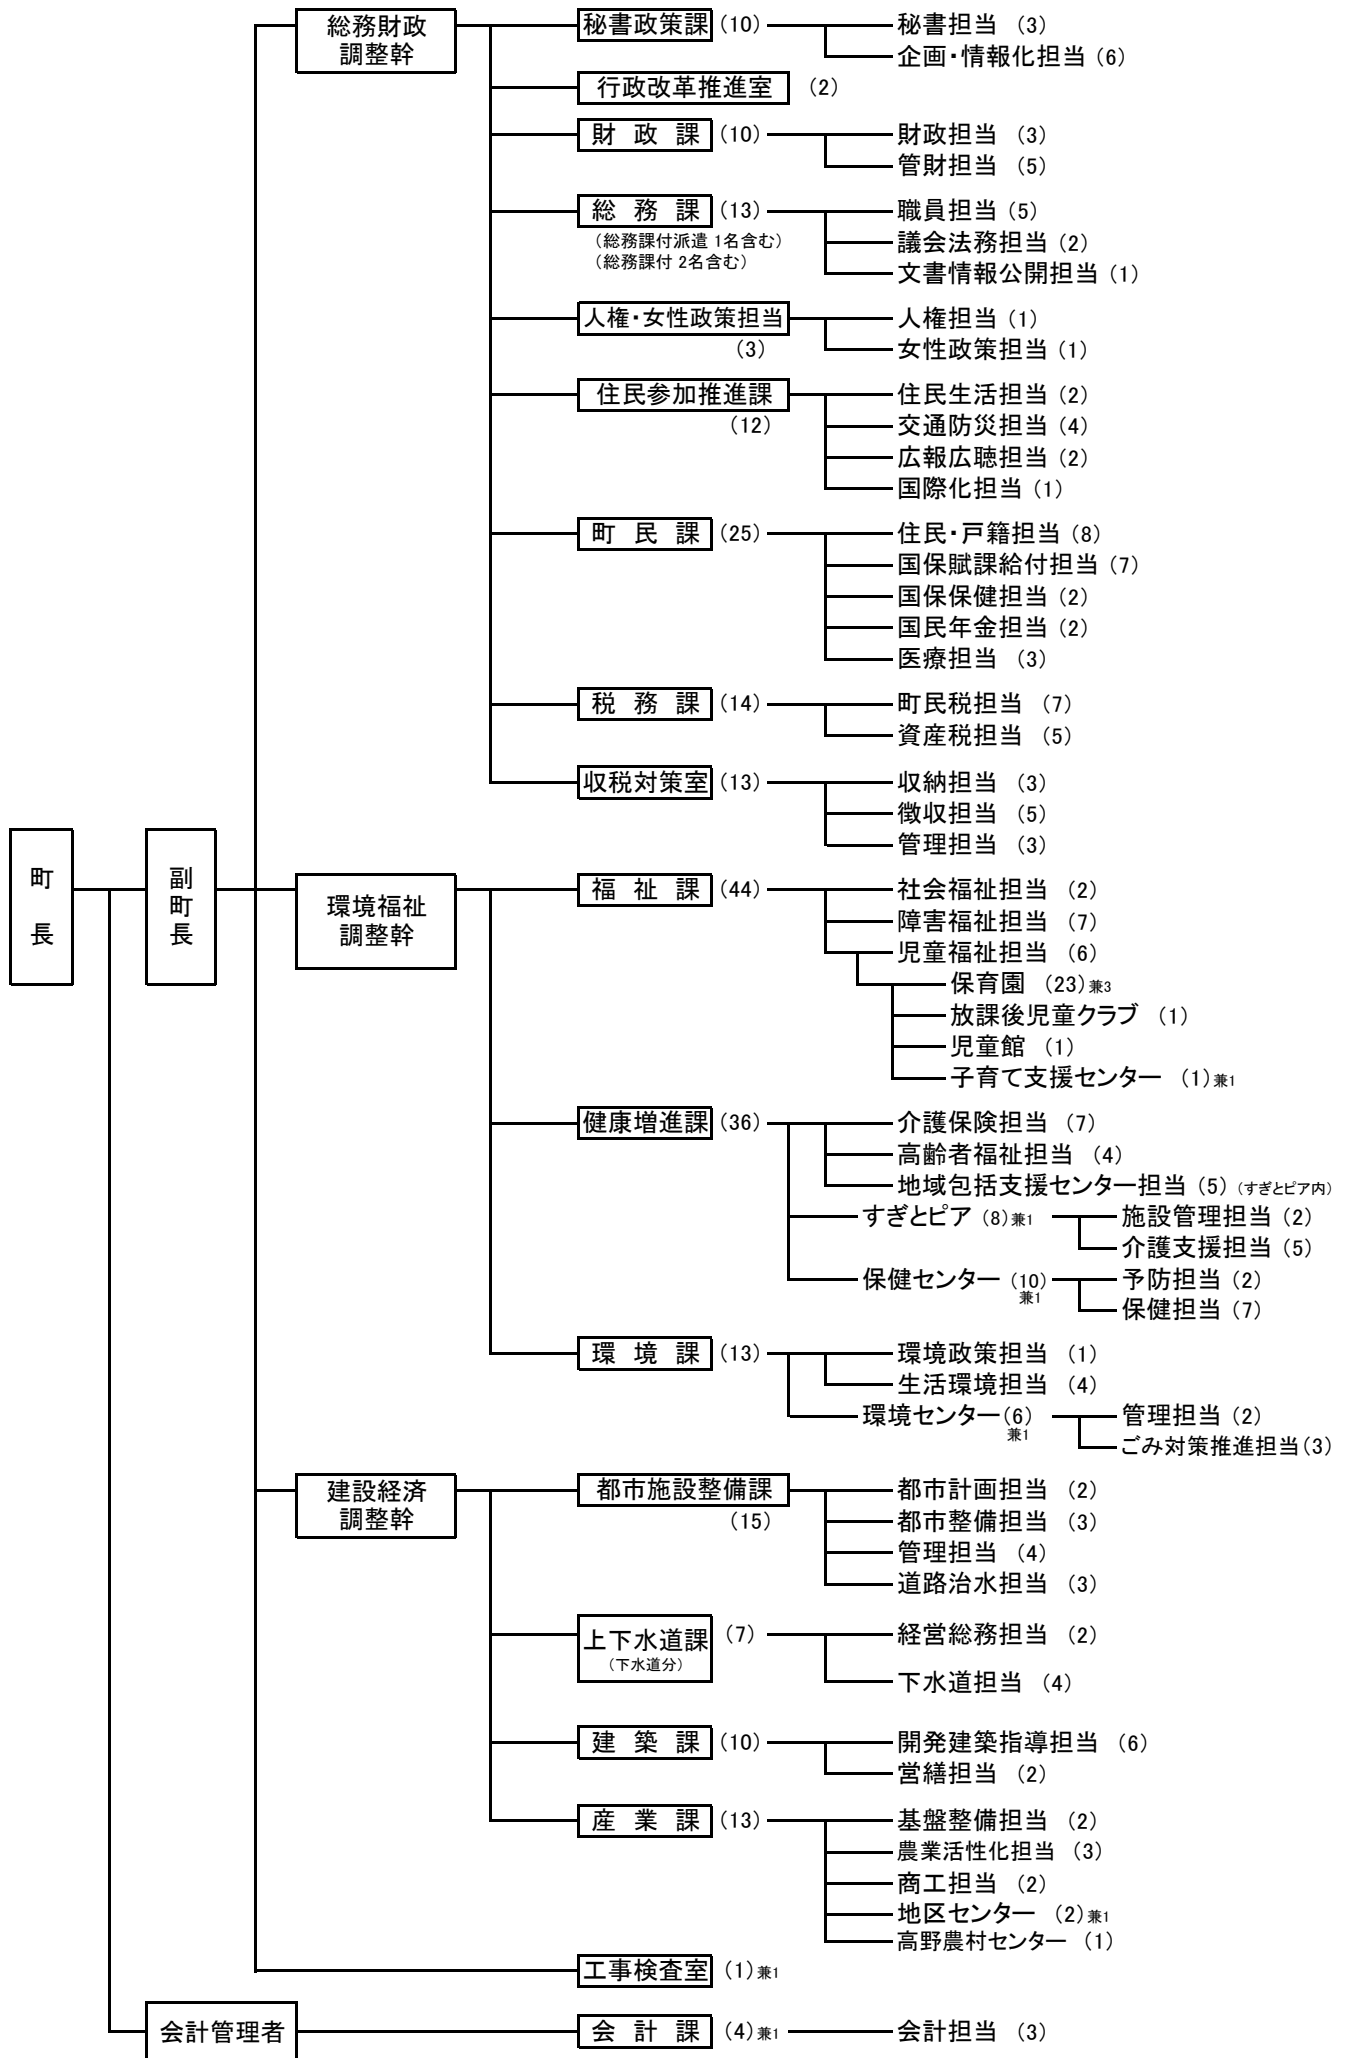 総務財政
調整幹
秘書政策課 (10)
秘書担当 (3)
企画・情報化担当 (6)
行政改革推進室 (2)
財政課 (10)
財政担当 (3)
管財担当 (5)
総務課 (13)
(総務課付派遣 1名含む)
(総務課付 2名含む)
職員担当 (5)
議会法務担当 (2)
文書情報公開担当 (1)
人権・女性政策担当
(3)
人権担当 (1)
女性政策担当 (1)
住民参加推進課
(12)
住民生活担当 (2)
交通防災担当 (4)
広報広聴担当 (2)
国際化担当 (1)
町民課 (25)
住民・戸籍担当 (8)
国保賦課給付担当 (7)
国保保健担当 (2)
国民年金担当 (2)
医療担当 (3)
税務課 (14)
町民税担当 (7)
資産税担当 (5)
収税対策室 (13)
収納担当 (3)
徴収担当 (5)
管理担当 (3)
町長
副町長
環境福祉
調整幹
福祉課 (44)
社会福祉担当 (2)
障害福祉担当 (7)
児童福祉担当 (6)
保育園 (23)兼3
放課後児童クラブ (1)
児童館 (1)
子育て支援センター (1)兼1
健康増進課 (36)
介護保険担当 (7)
高齢者福祉担当 (4)
地域包括支援センター担当 (5) (すぎとピア内)
すぎとピア (8)兼1
施設管理担当 (2)
介護支援担当 (5)
保健センター (10)
兼1
予防担当 (2)
保健担当 (7)
環境課 (13)
環境政策担当 (1)
生活環境担当 (4)
環境センター(6)
兼1
管理担当 (2)
ごみ対策推進担当(3)
建設経済
調整幹
都市施設整備課
(15)
都市計画担当 (2)
都市整備担当 (3)
管理担当 (4)
道路治水担当 (3)
上下水道課 (7)
(下水道分)
経営総務担当 (2)
下水道担当 (4)
建築課 (10)
開発建築指導担当 (6)
営繕担当 (2)
産業課 (13)
基盤整備担当 (2)
農業活性化担当 (3)
商工担当 (2)
地区センター (2)兼1
高野農村センター (1)
工事検査室 (1)兼1
会計管理者
会計課 (4)兼1
会計担当 (3)